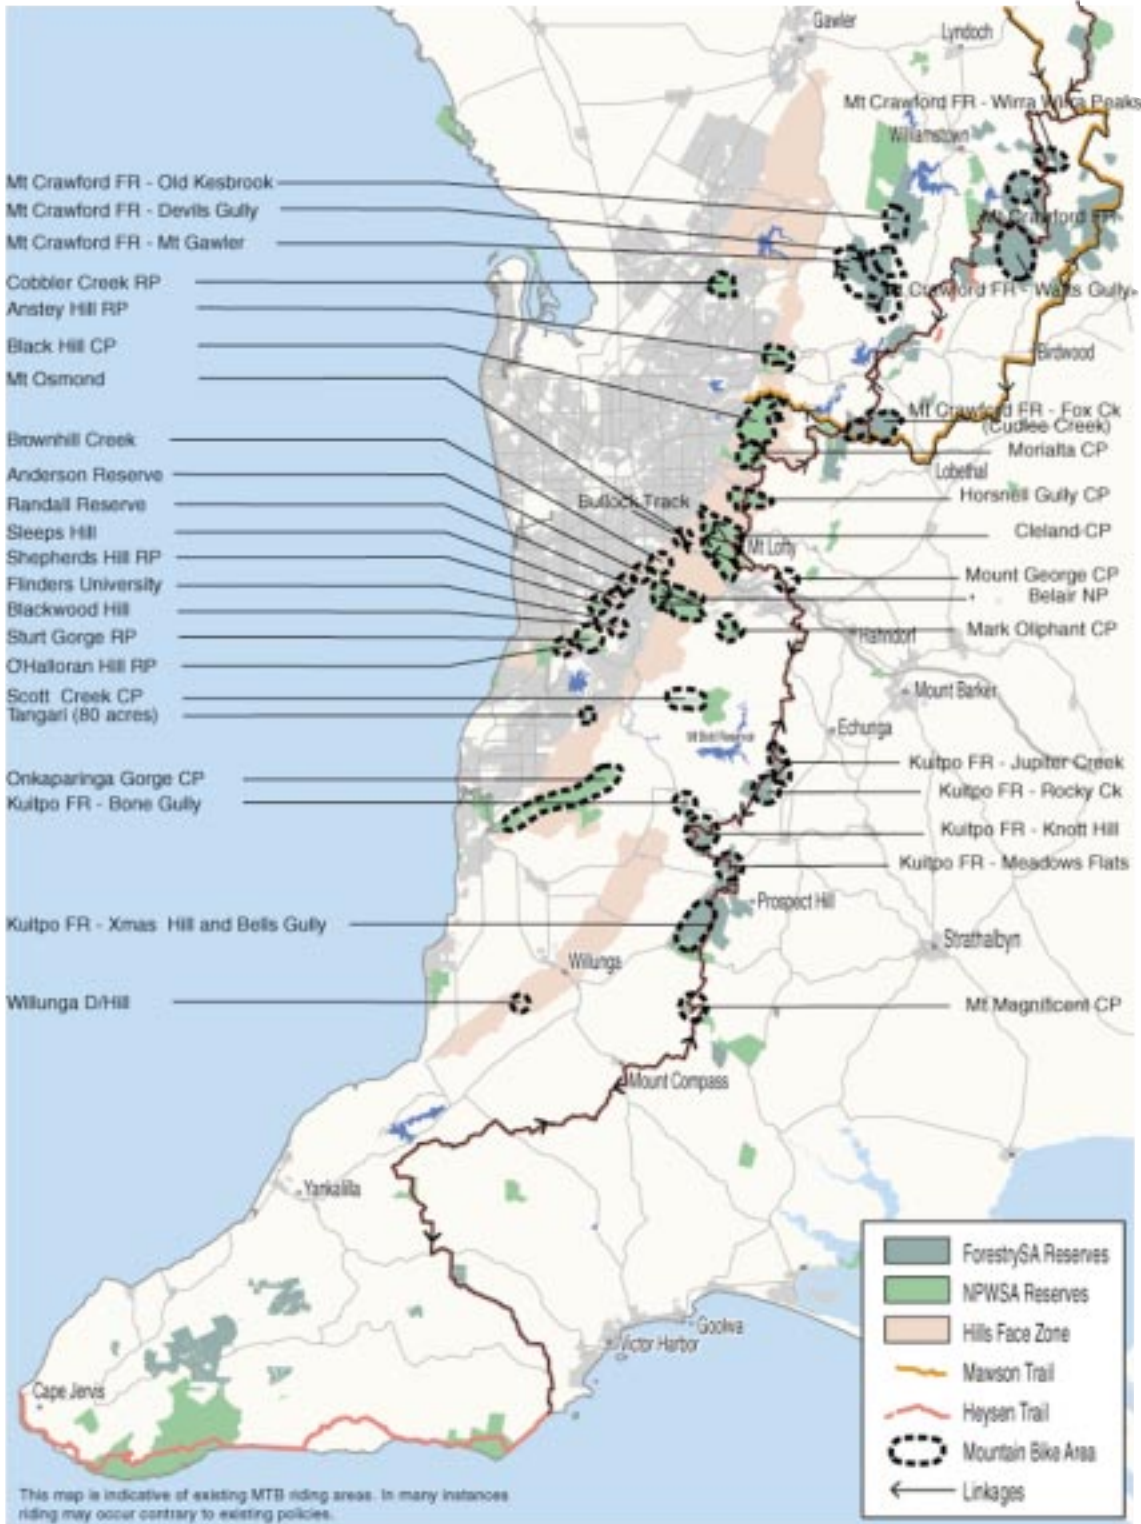 Gawler
Lyndoch
Mt Crawford FR - Wirra Wirra Peaks
Williamstown
Mt Crawford FR - Old Kesbrook
Mt Crawford FR - Devils Gully
Mt Crawford FR
Mt Crawford FR - Mt Gawler
Cobbler Creek RP
Mt Crawford FR - Watts Gully
Anstey Hill RP
Black Hill CP
Birdwood
Mt Osmond
Mt Crawford FR - Fox Ck
(Cudlee Creek)
Brownhill Creek
Morialta CP
Anderson Reserve
Lobethal
Randall Reserve
Bullock Track
Horsnell Gully CP
Sleeps Hill
Cleland CP
Shepherds Hill RP
Mt Lofty
Flinders University
Mount George CP
Blackwood Hill
Belair NP
Sturt Gorge RP
Hahndorf
Mark Oliphant CP
O'Halloran Hill RP
Scott Creek CP
Mount Barker
Tangari (80 acres)
Echunga
Mt Bold Reservoir
Onkaparinga Gorge CP
Kuitpo FR - Jupiter Creek
Kuitpo FR - Bone Gully
Kuitpo FR - Rocky Ck
Kuitpo FR - Knott Hill
Kuitpo FR - Meadows Flats
Prospect Hill
Kuitpo FR - Xmas Hill and Bells Gully
Strathalbyn
Willunga
Willunga D/Hill
Mt Magnificent CP
Mount Compass
Yankalilla
Goolwa
Victor Harbor
Cape Jervis
ForestrySA Reserves
NPWSA Reserves
Hills Face Zone
Mawson Trail
Heysen Trail
Mountain Bike Area
Linkages
This map is indicative of existing MTB riding areas. In many instances
riding may occur contrary to existing policies.